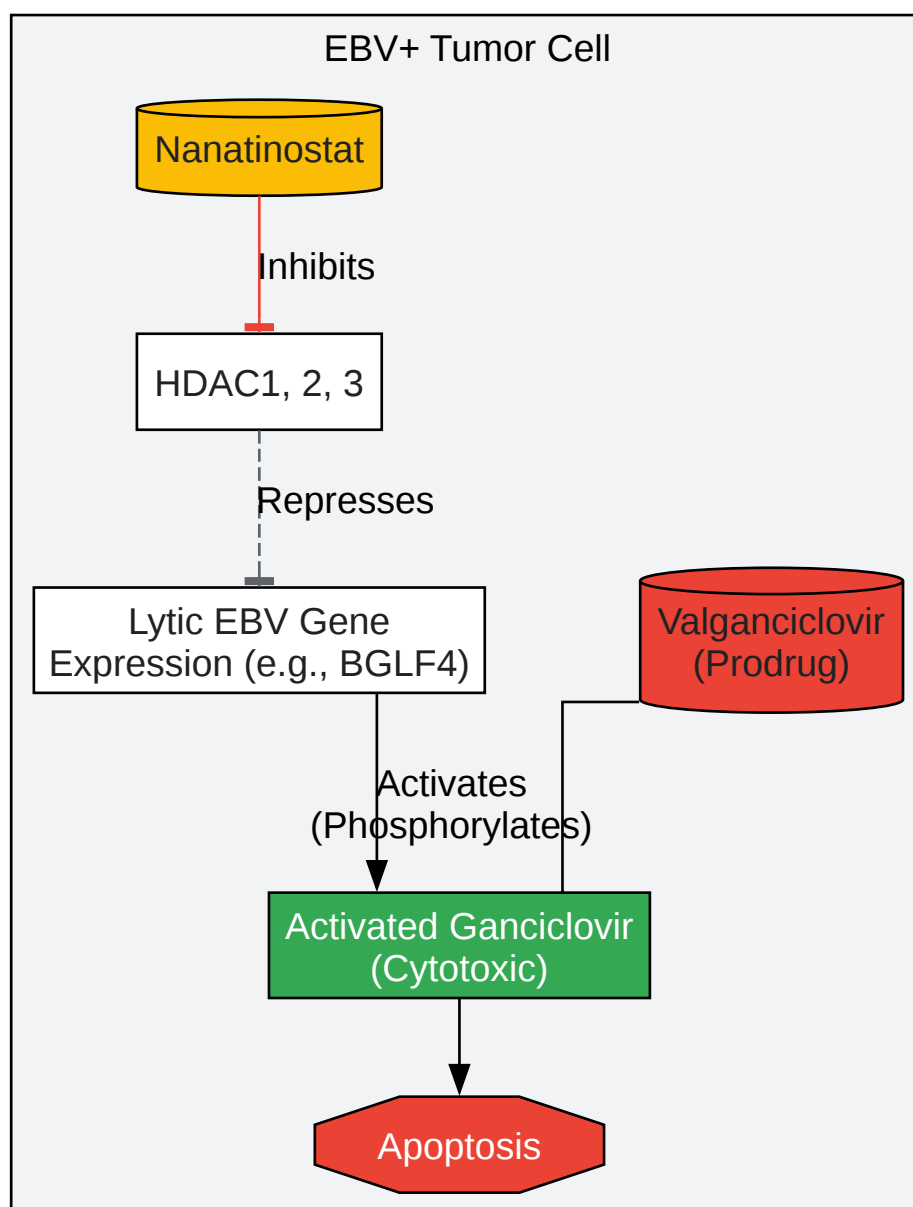 EBV+ Tumor Cell
Nanatinostat
Inhibits
HDAC1, 2, 3
Represses
Lytic EBV Gene
Expression (e.g., BGLF4)
Valganciclovir
(Prodrug)
Activates
(Phosphorylates)
Activated Ganciclovir
(Cytotoxic)
Apoptosis